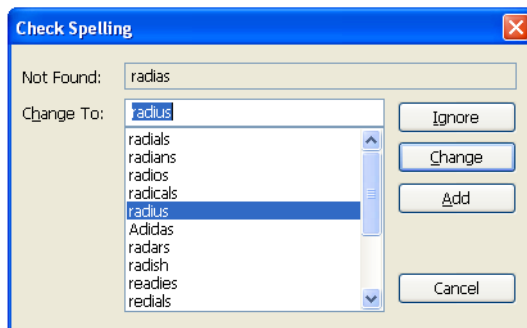 Check Spelling
Not Found: radias
Change To: radius
Ignore
radials
radians
Change
radios
radicals
radius
Add
Adidas
radars
radish
readies
Cancel
redials